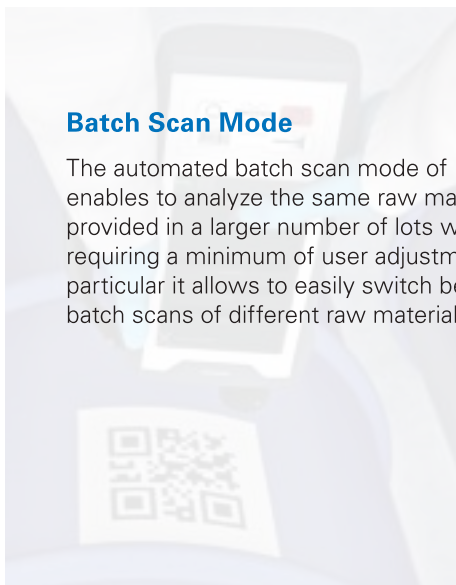 Batch Scan Mode
The automated batch scan mode of
enables to analyze the same raw ma
provided in a larger number of lots w
requiring a minimum of user adjustm
particular it allows to easily switch be
batch scans of different raw material